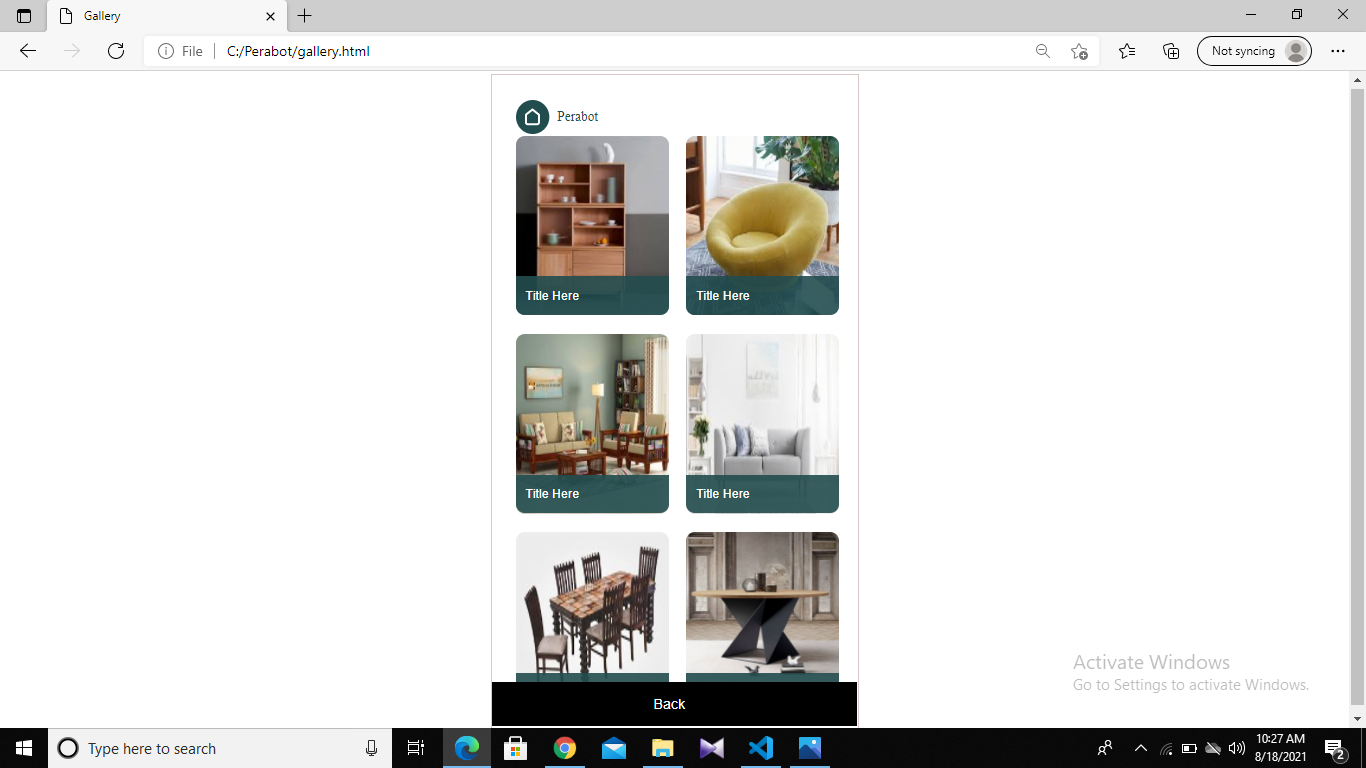 Gallery
File
C:/Perabot/gallery.html
Not syncing
Perabot
Title Here
Title Here
Title Here
Title Here
Back
Activate Windows
Go to Settings to activate Windows.
Type here to search
10:27 AM
8/18/2021
2